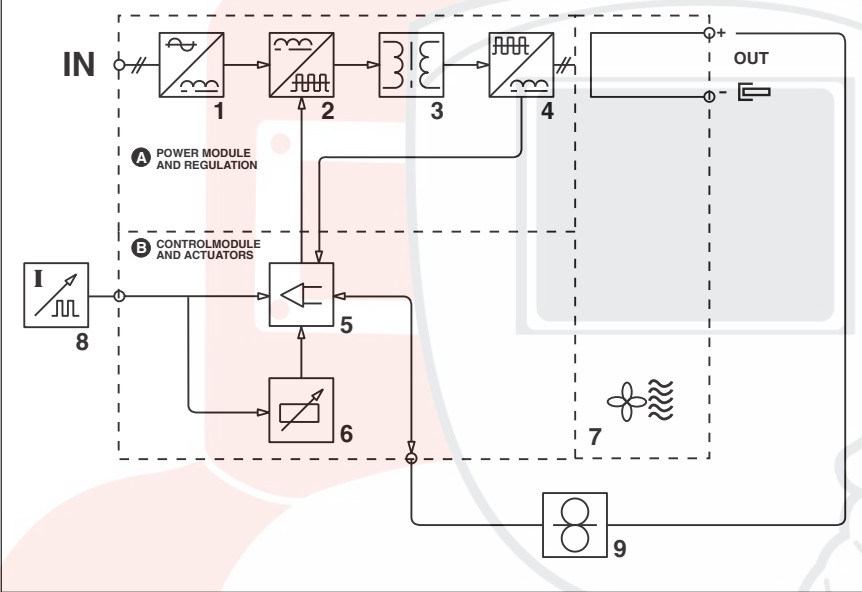 IN
1
2
3
4
+
OUT
-
A POWER MODULE
AND REGULATION
B CONTROLMODULE
AND ACTUATORS
I
8
5
6
7
9